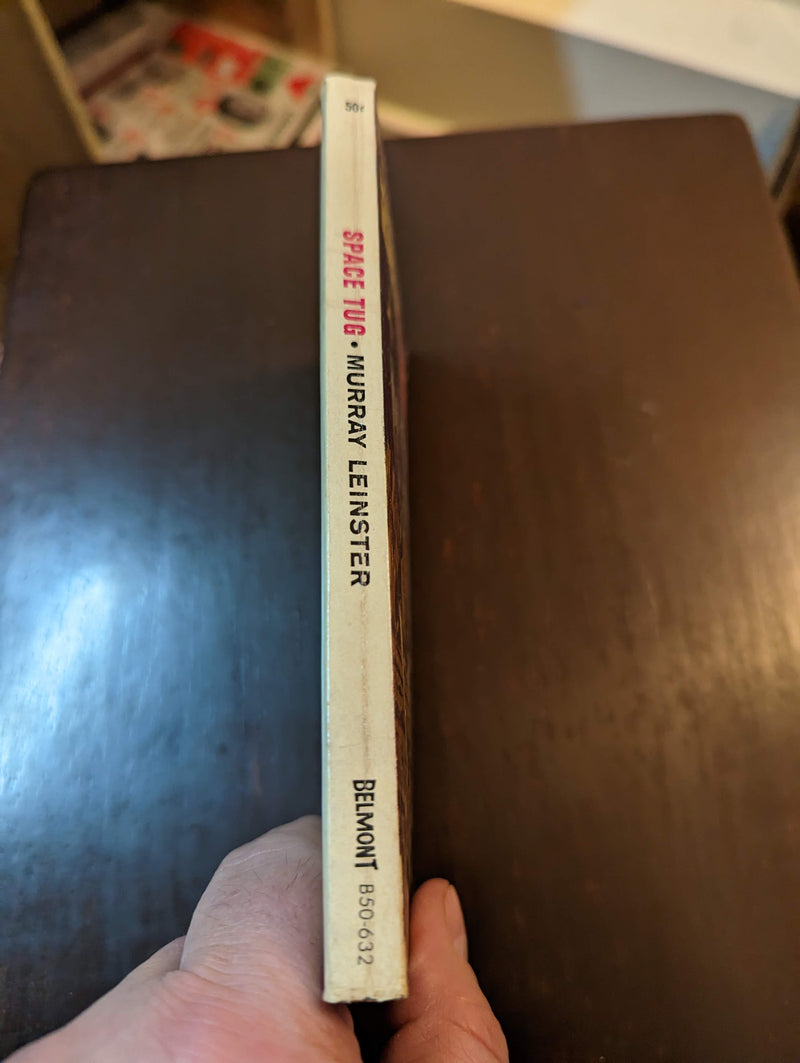 50¢
SPACE TUG • MURRAY LEINSTER
BELMONT B50-632